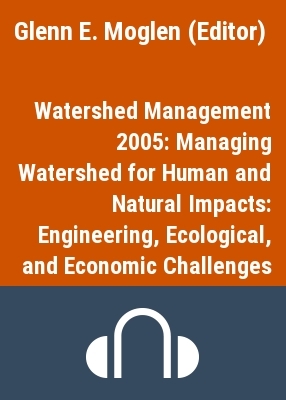 Glenn E. Moglen (Editor)
Watershed Management
2005: Managing
Watershed for Human and
Natural Impacts:
Engineering, Ecological,
and Economic Challenges